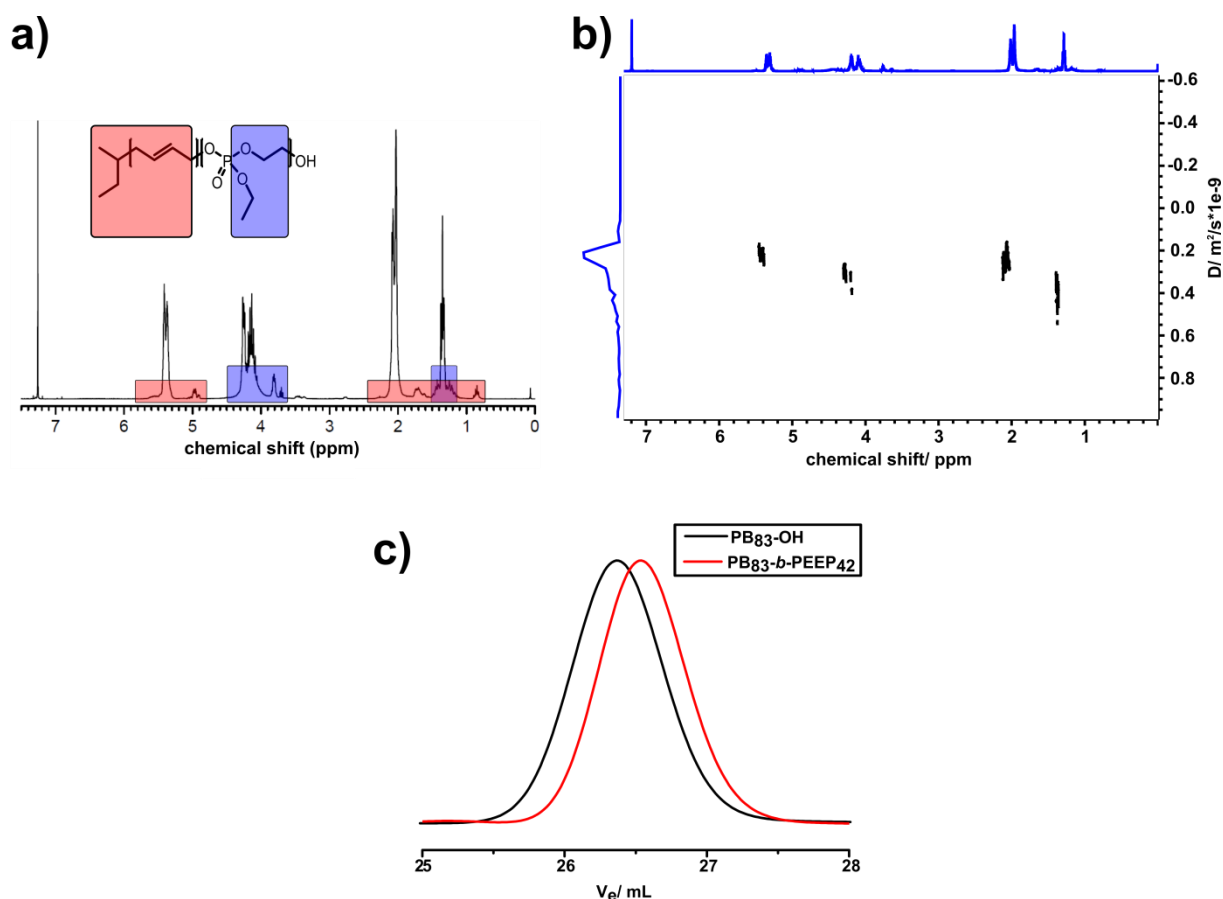 a)
O
P
O
O
O
OH
7 6 5 4 3 2 1 0
chemical shift (ppm)
b)
-0.6
-0.4
-0.2
0.0
0.2
0.4
0.6
0.8
D/ m²/s*1e-9
7 6 5 4 3 2 1
chemical shift/ ppm
c)
PB83-OH
PB83-b-PEEP42
25 26 27 28
Ve/ mL